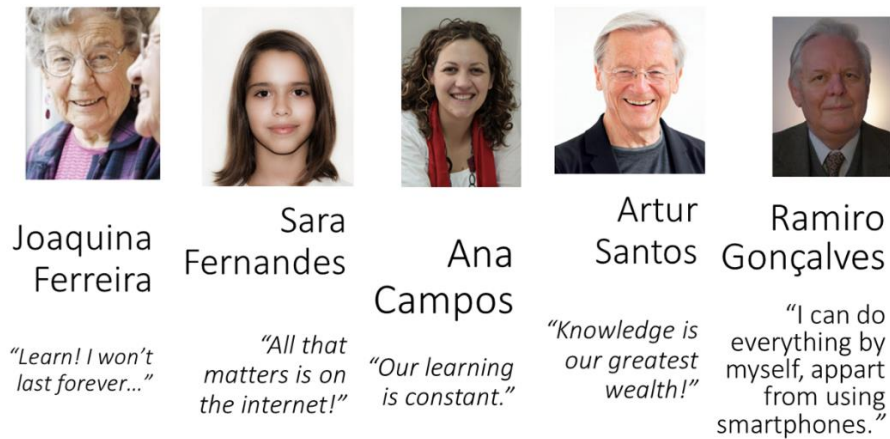 Joaquina
Ferreira
“Learn! I won’t
last forever...”
Sara
Fernandes
“All that
matters is on
the internet!”
Ana
Campos
“Our learning
is constant.”
Artur
Santos
“Knowledge is
our greatest
wealth!”
Ramiro
Gonçalves
“I can do
everything by
myself, appart
from using
smartphones.”